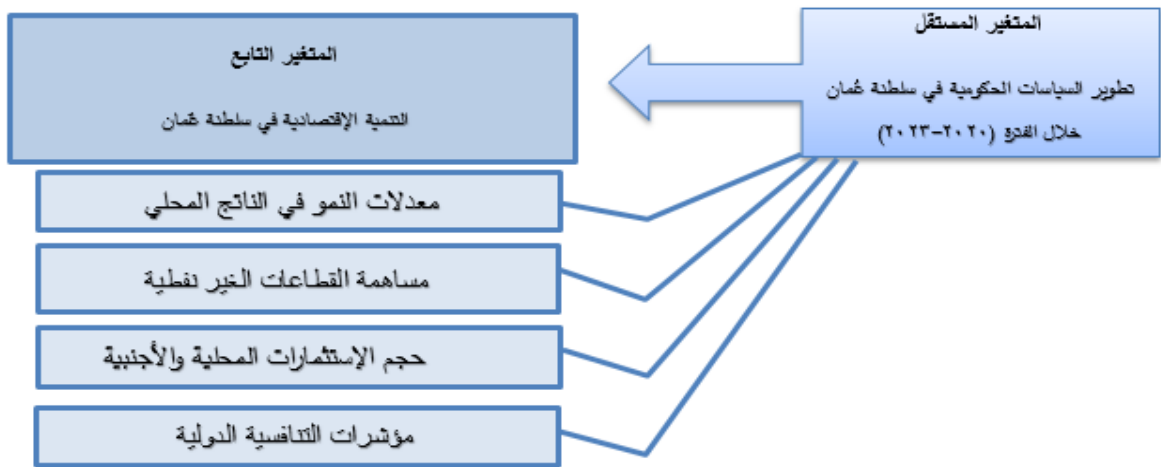 المتغير المستقل
تطوير السياسات الحكومية في سلطنة عُمان
خلال الفترة (٢٠٢٠-٢٠٢٣)
المتغير التابع
التنمية الإقتصادية في سلطنة عُمان
معدلات النمو في الناتج المحلي
مساهمة القطاعات الغير نفطية
حجم الإستثمارات المحلية والأجنبية
مؤشرات التنافسية الدولية